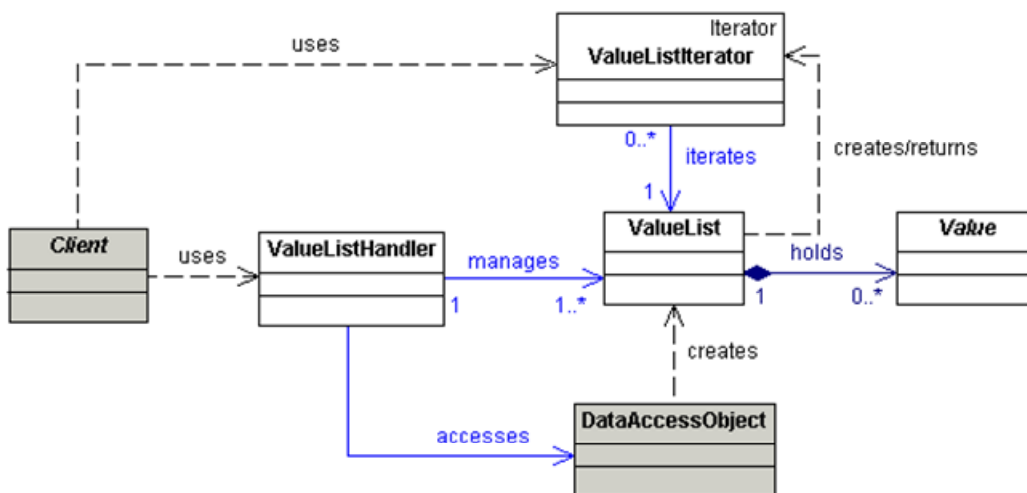 Iterator
ValueListIterator
uses
0..*
iterates
creates/returns
1
Client
uses
ValueListHandler
manages
1
1..*
ValueList
holds
1
0..*
Value
creates
DataAccessObject
accesses